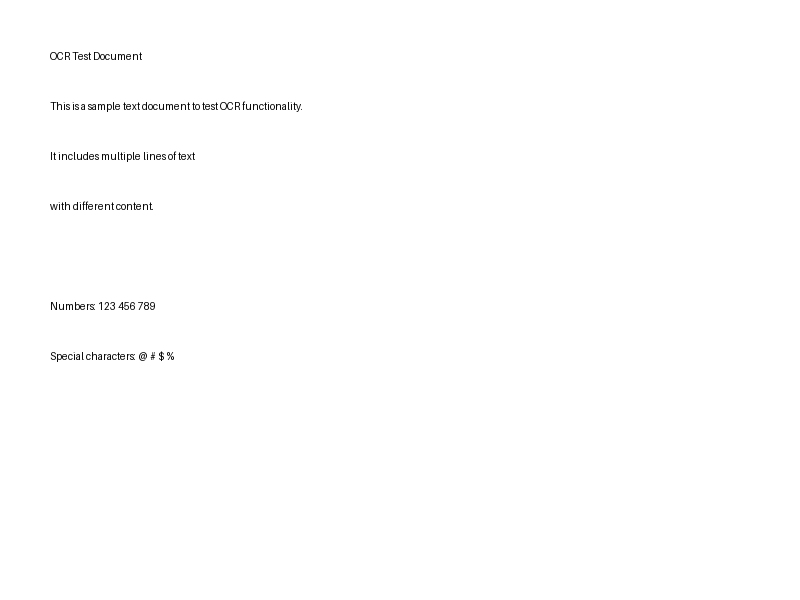 OCR Test Document
This is a sample text document to test OCR functionality.
It includes multiple lines of text
with different content.
Numbers: 123 456 789
Special characters: @ # $ %